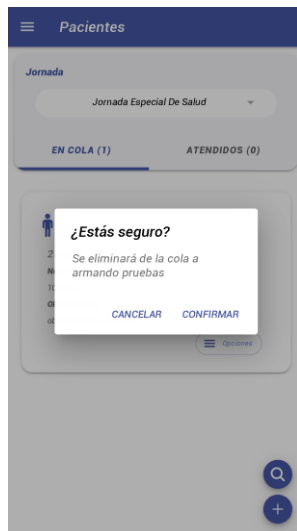 Pacientes
Jornada
Jornada Especial De Salud
EN COLA (1)
ATENDIDOS (0)
¿Estás seguro?
Se eliminará de la cola a
armando pruebas
CANCELAR
CONFIRMAR
Opciones